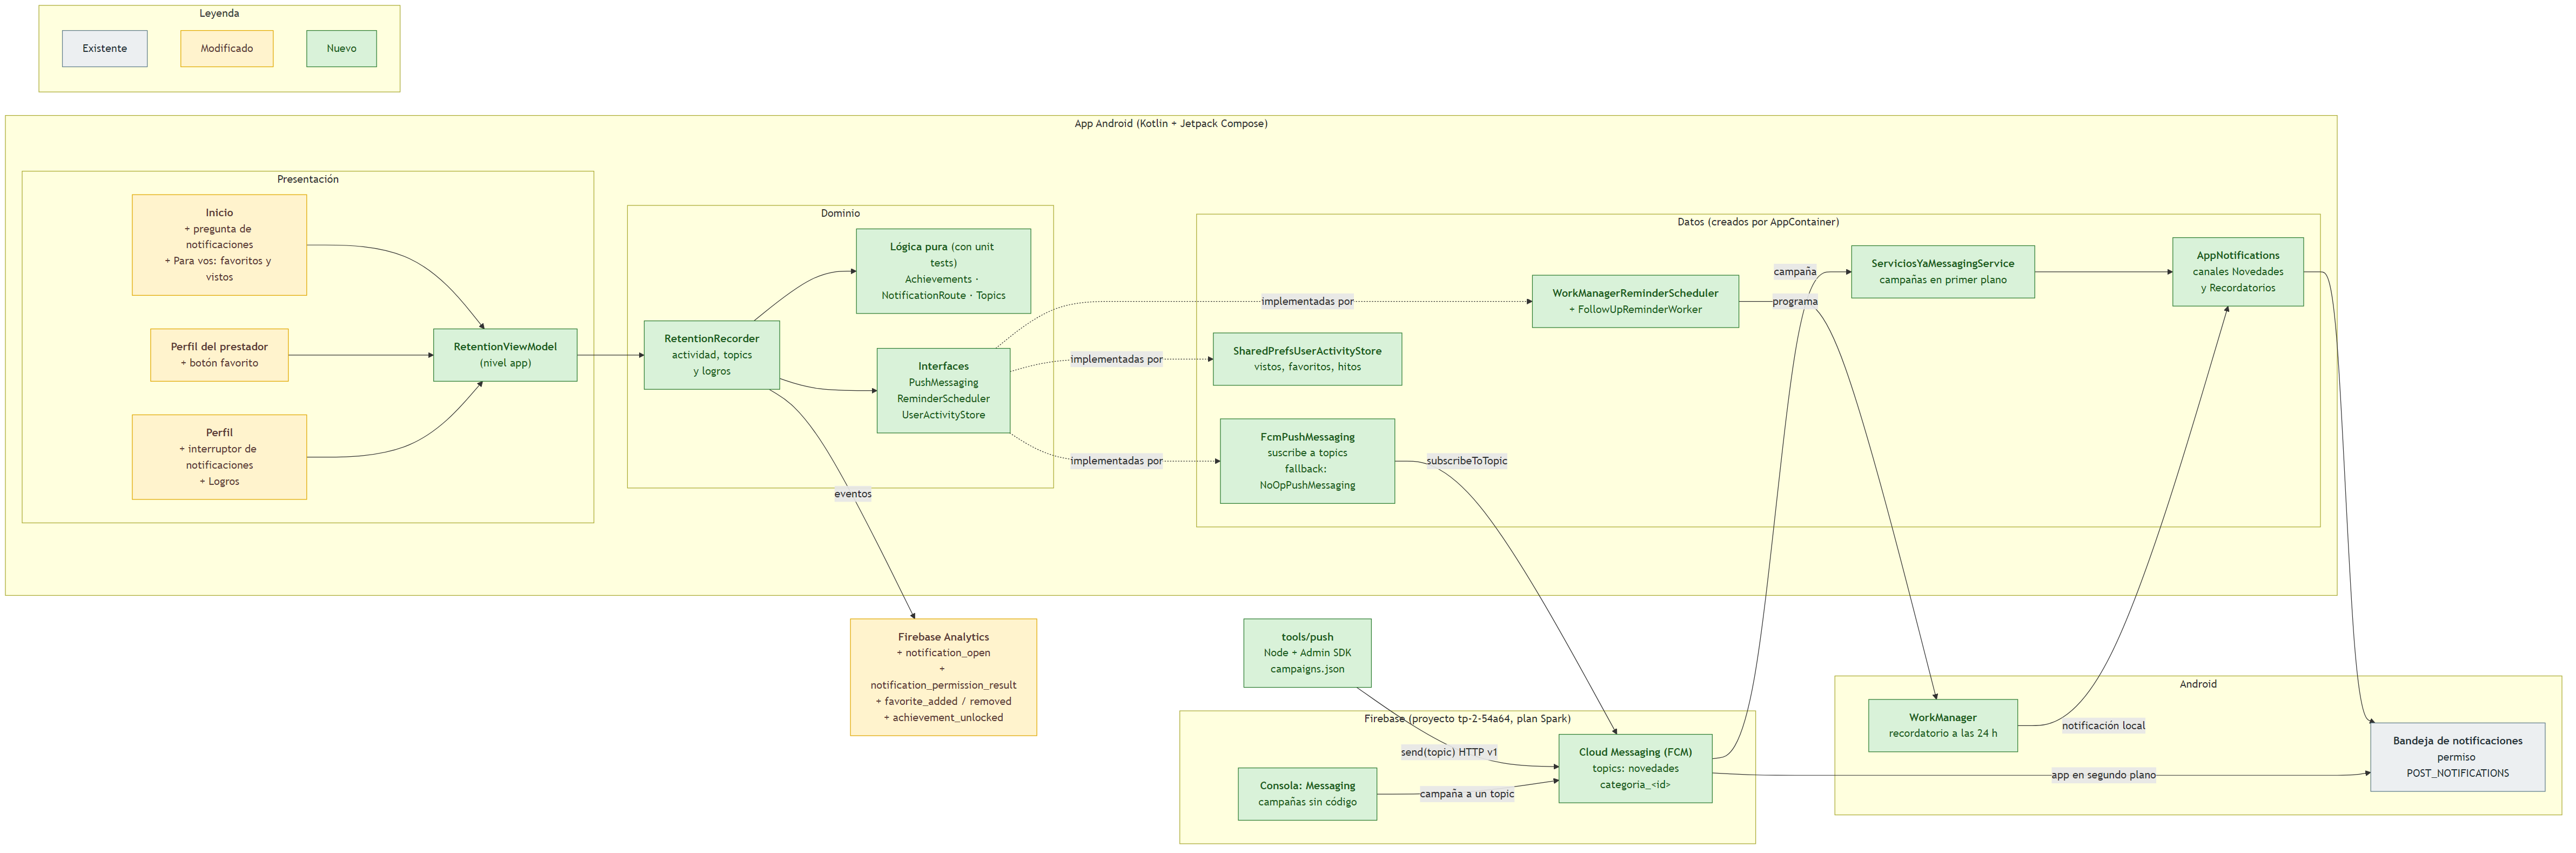 Leyenda
Existente
Modificado
Nuevo
App Android (Kotlin + Jetpack Compose)
Presentación
Inicio
+ pregunta de
notificaciones
+ Para vos: favoritos y
vistos
Perfil del prestador
+ botón favorito
Perfil
+ interruptor de
notificaciones
+ Logros
RetentionViewModel
(nivel app)
Dominio
RetentionRecorder
actividad, topics
y logros
Lógica pura (con unit
tests)
Achievements ·
NotificationRoute · Topics
Interfaces
PushMessaging
ReminderScheduler
UserActivityStore
eventos
implementadas por
implementadas por
implementadas por
Datos (creados por AppContainer)
WorkManagerReminderScheduler
+ FollowUpReminderWorker
SharedPrefsUserActivityStore
vistos, favoritos, hitos
FcmPushMessaging
suscribe a topics
fallback:
NoOpPushMessaging
subscribeToTopic
campaña
programa
ServiciosYaMessagingService
campañas en primer plano
AppNotifications
canales Novedades
y Recordatorios
Firebase Analytics
+ notification_open
+
notification_permission_result
+ favorite_added / removed
+ achievement_unlocked
tools/push
Node + Admin SDK
campaigns.json
Firebase (proyecto tp-2-54a64, plan Spark)
send(topic) HTTP v1
Consola: Messaging
campañas sin código
campaña a un topic
Cloud Messaging (FCM)
topics: novedades
categoria_<id>
Android
WorkManager
recordatorio a las 24 h
notificación local
app en segundo plano
Bandeja de notificaciones
permiso
POST_NOTIFICATIONS